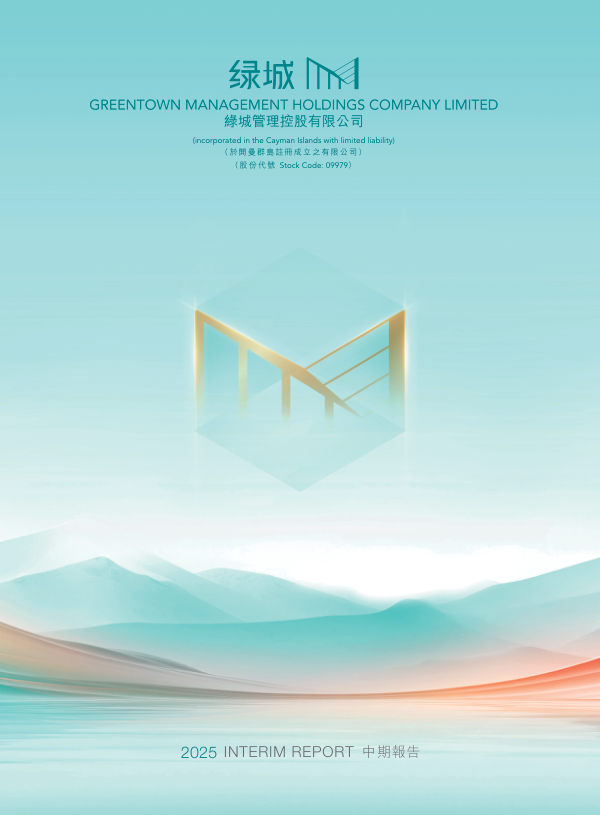 绿城
GREENTOWN MANAGEMENT HOLDINGS COMPANY LIMITED
綠城管理控股有限公司
(incorporated in the Cayman Islands with limited liability)
（於開曼群島註冊成立之有限公司）
（股份代號 Stock Code: 09979）
2025 INTERIM REPORT 中期報告